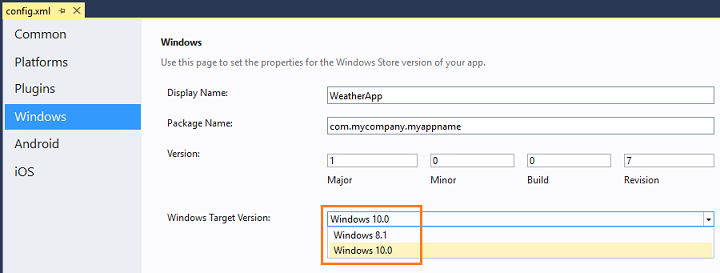 config.xml
Common
Platforms
Plugins
Windows
Android
iOS
Windows
Use this page to set the properties for the Windows Store version of your app.
Display Name: WeatherApp
Package Name: com.mycompany.myappname
Version: 1 0 0 7
Major Minor Build Revision
Windows Target Version: Windows 10.0
Windows 8.1
Windows 10.0